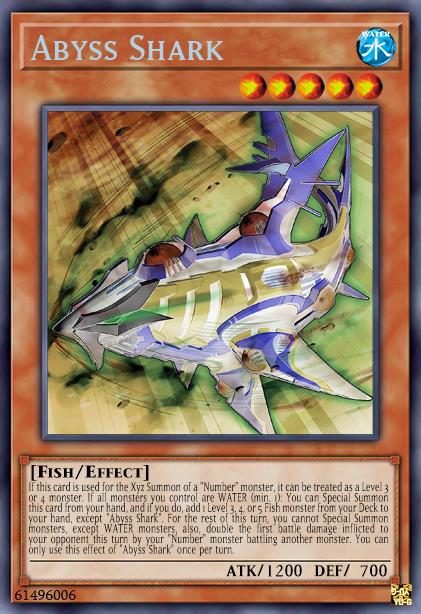 Abyss Shark
WATER
水
[Fish/Effect]
If this card is used for the Xyz Summon of a "Number" monster, it can be treated as a Level 3
or 4 monster. If all monsters you control are WATER (min. 1): You can Special Summon
this card from your hand, and if you do, add 1 Level 3, 4, or 5 Fish monster from your Deck to
your hand, except "Abyss Shark". For the rest of this turn, you cannot Special Summon
monsters, except WATER monsters, also, double the first battle damage inflicted to
your opponent this turn by your "Number" monster battling another monster. You can
only use this effect of "Abyss Shark" once per turn.
ATK/1200 DEF/ 700
61496006